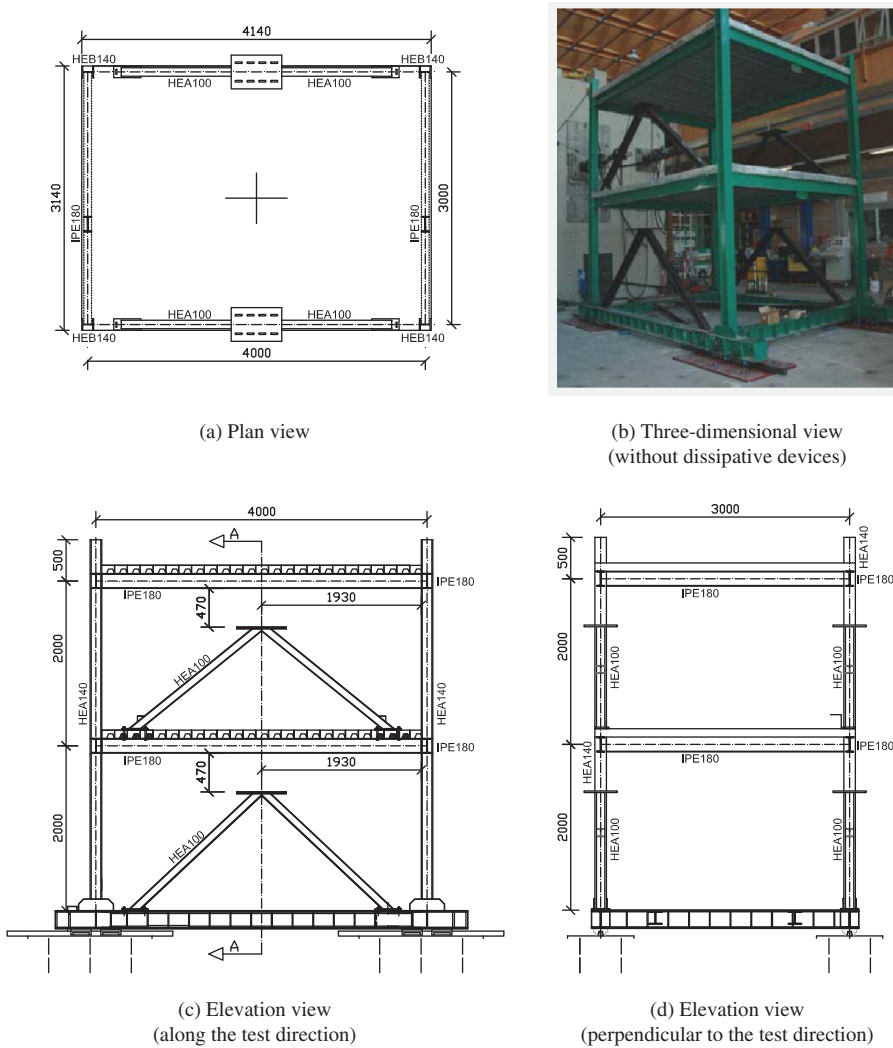 4140
HEB140
HEB140
HEA100
HEA100
3140
IPE180
IPE180
3000
HEA100
HEA100
HEB140
HEB140
4000
(a) Plan view
(b) Three-dimensional view
(without dissipative devices)
4000
A
500
IPE180
IPE180
470
1930
2000
HEA100
HEA140
HEA140
IPE180
IPE180
470
1930
2000
HEA100
A
(c) Elevation view
(along the test direction)
3000
500
HEA140
IPE180
IPE180
2000
HEA100
HEA100
HEA140
IPE180
IPE180
2000
HEA100
HEA100
(d) Elevation view
(perpendicular to the test direction)